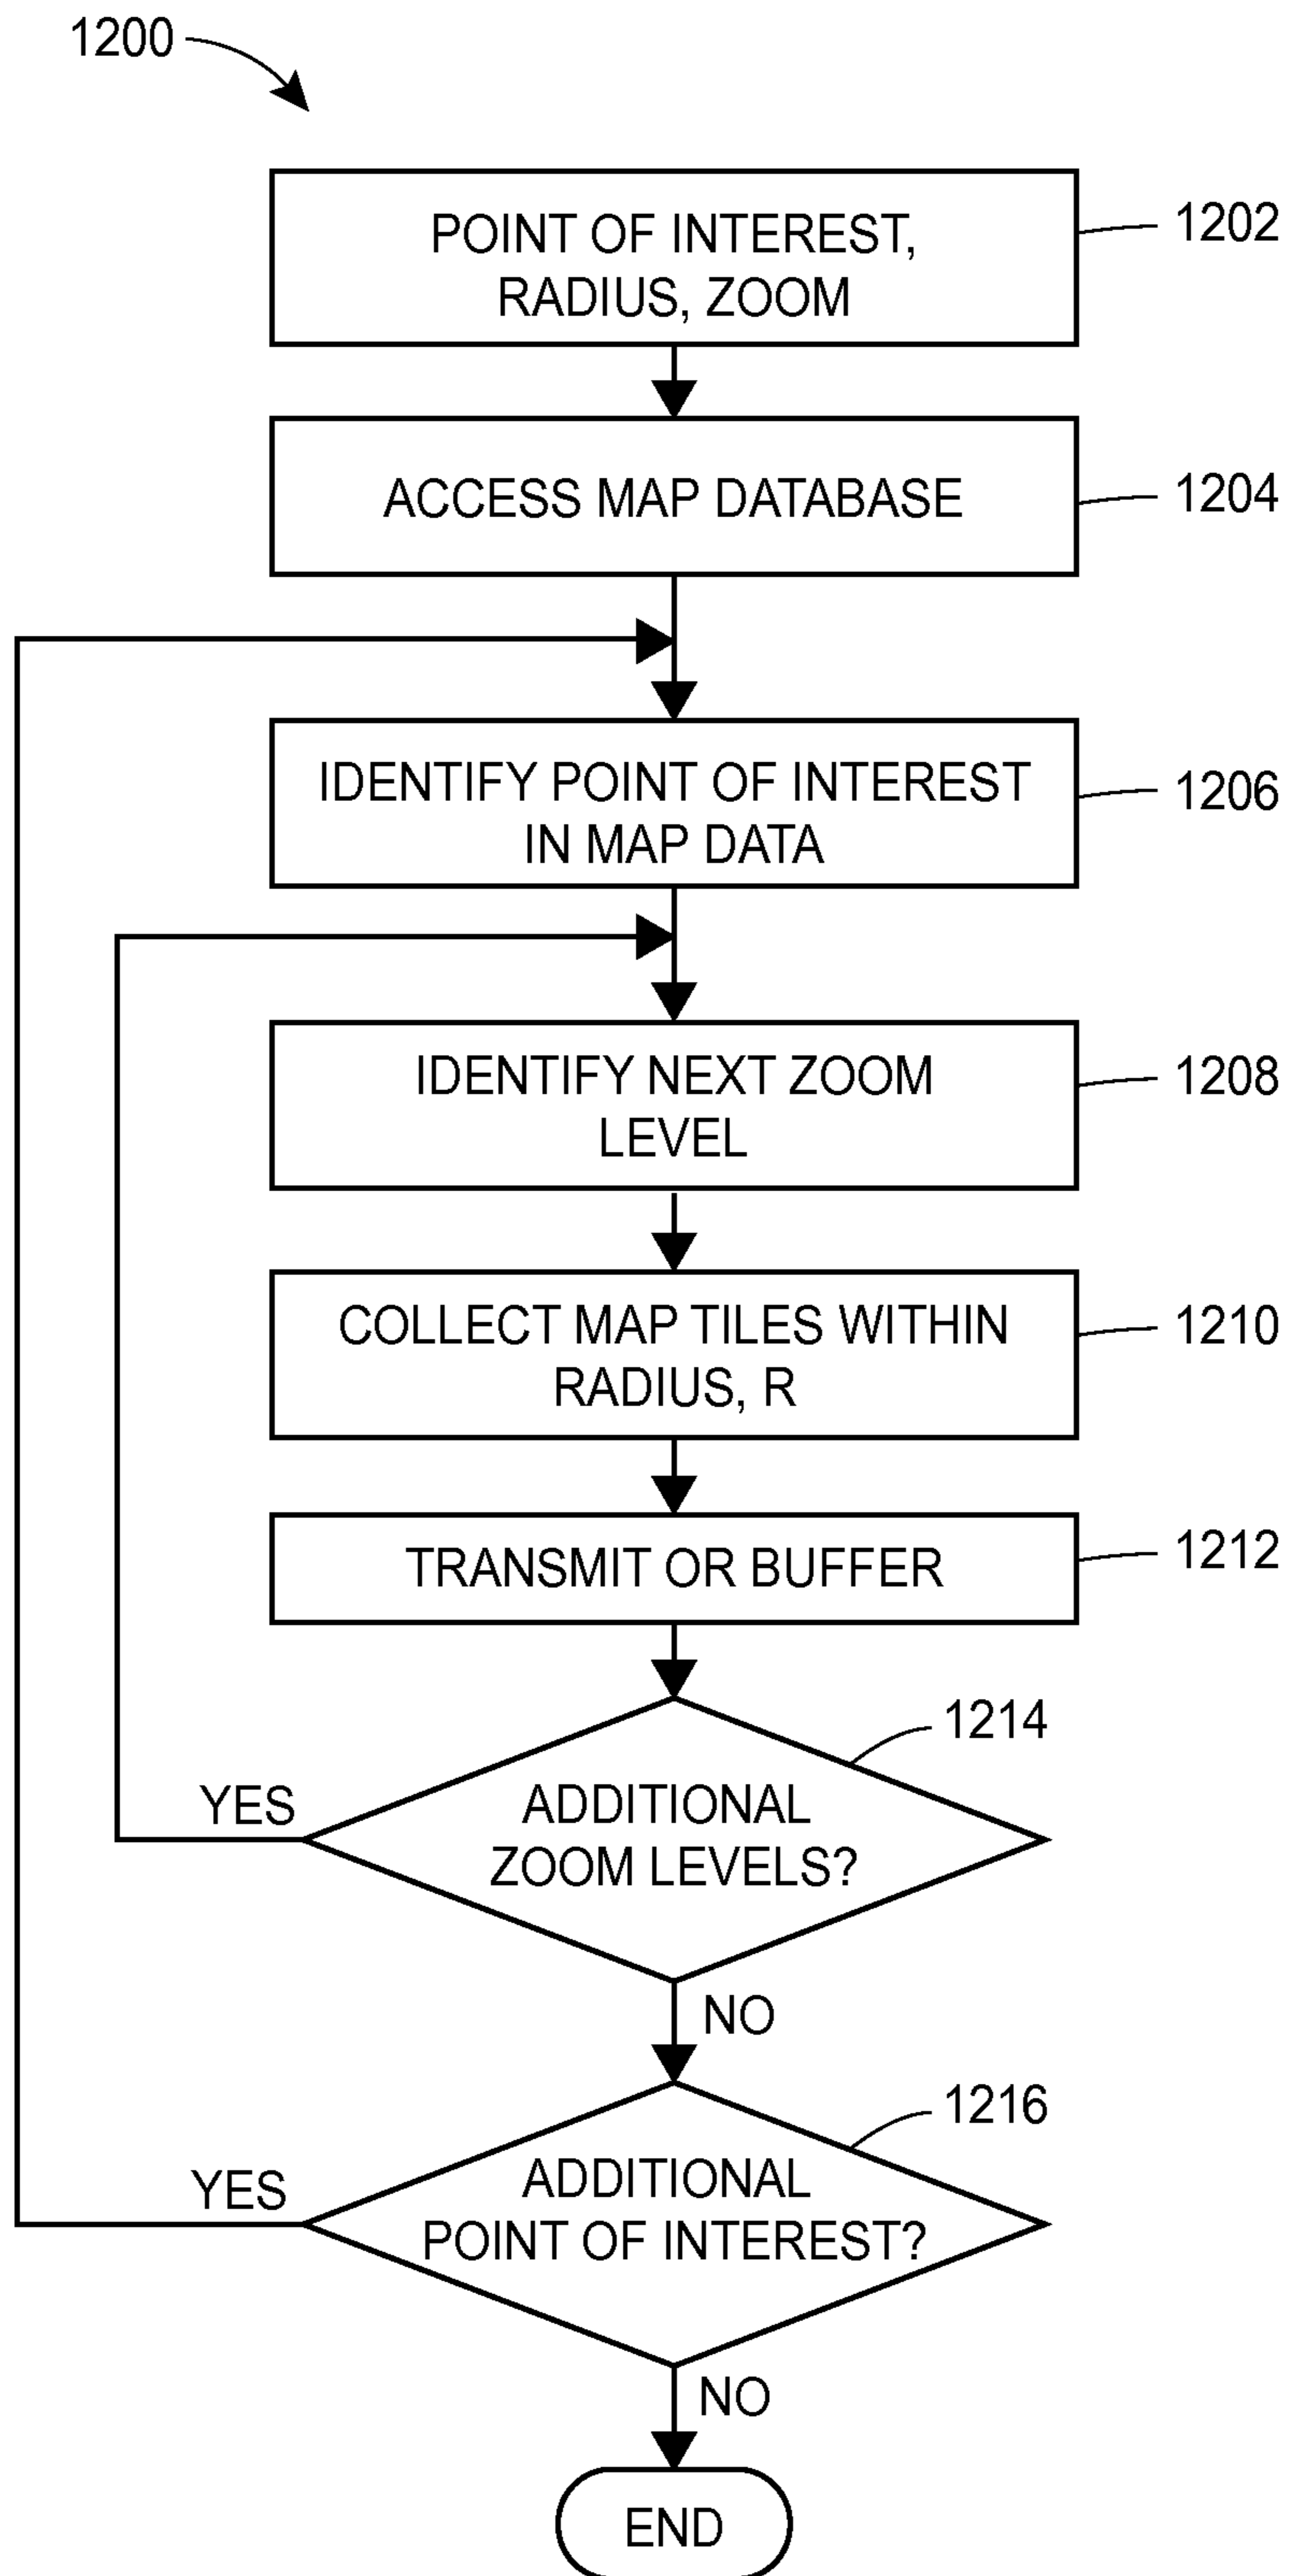 1200
POINT OF INTEREST,
RADIUS, ZOOM
1202
ACCESS MAP DATABASE
1204
IDENTIFY POINT OF INTEREST
IN MAP DATA
1206
IDENTIFY NEXT ZOOM
LEVEL
1208
COLLECT MAP TILES WITHIN
RADIUS, R
1210
TRANSMIT OR BUFFER
1212
1214
YES
ADDITIONAL
ZOOM LEVELS?
NO
1216
YES
ADDITIONAL
POINT OF INTEREST?
NO
END